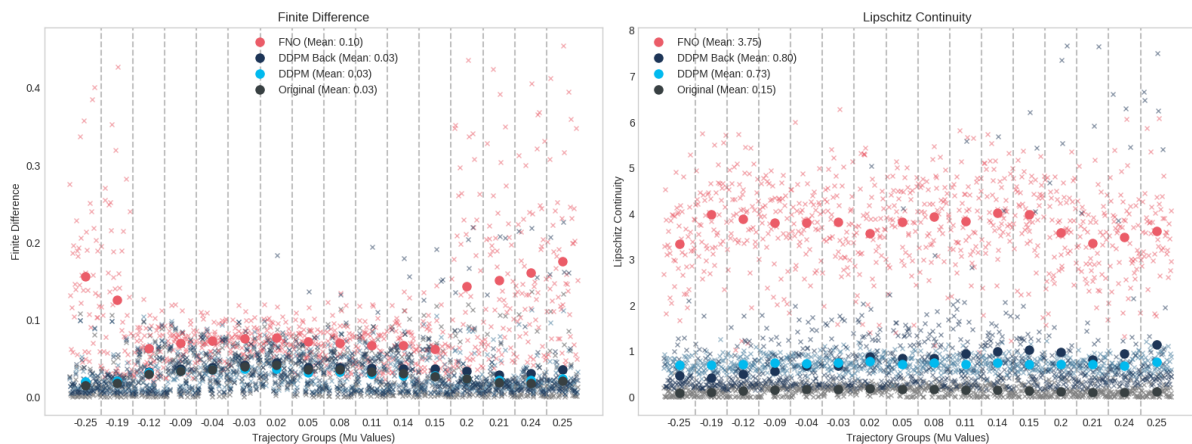 Finite Difference
FNO (Mean: 0.10)
DDPM Back (Mean: 0.03)
DDPM (Mean: 0.03)
Original (Mean: 0.03)
Finite Difference
0.4
0.3
0.2
0.1
0.0
-0.25 -0.19 -0.12 -0.09 -0.04 -0.03 0.02 0.05 0.08 0.11 0.14 0.15 0.2 0.21 0.24 0.25
Trajectory Groups (Mu Values)
Lipschitz Continuity
FNO (Mean: 3.75)
DDPM Back (Mean: 0.80)
DDPM (Mean: 0.73)
Original (Mean: 0.15)
Lipschitz Continuity
8
7
6
5
4
3
2
1
0
-0.25 -0.19 -0.12 -0.09 -0.04 -0.03 0.02 0.05 0.08 0.11 0.14 0.15 0.2 0.21 0.24 0.25
Trajectory Groups (Mu Values)